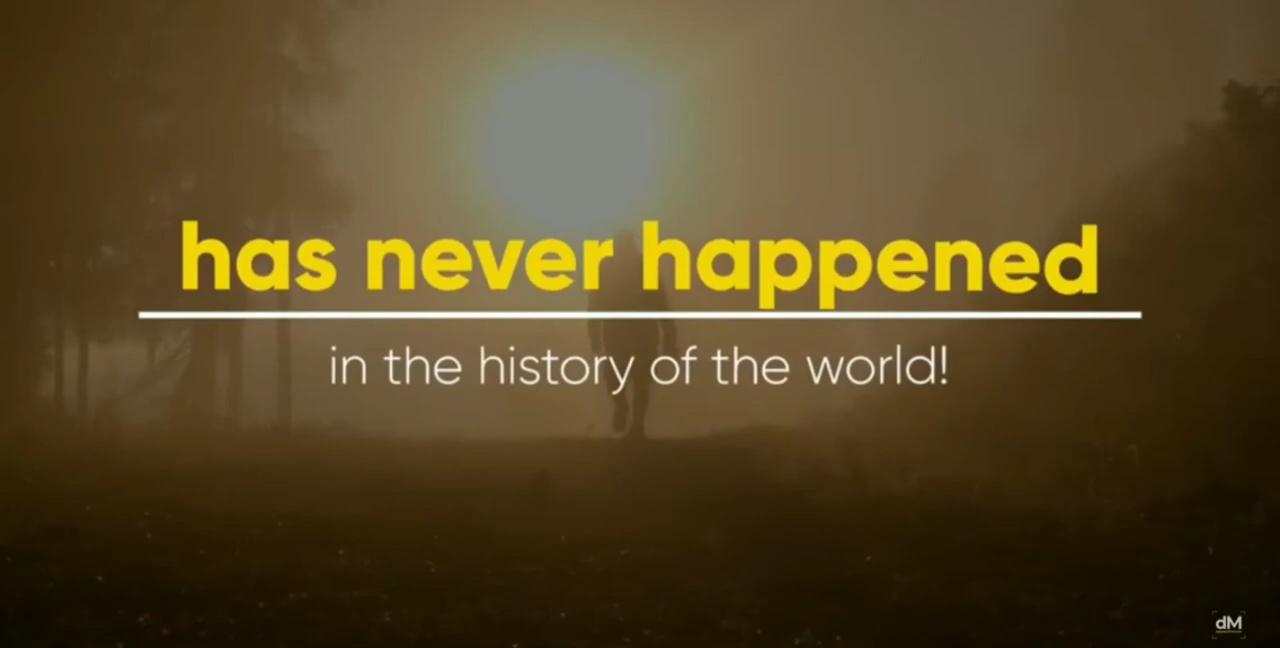 has never happened
in the history of the world!
dM